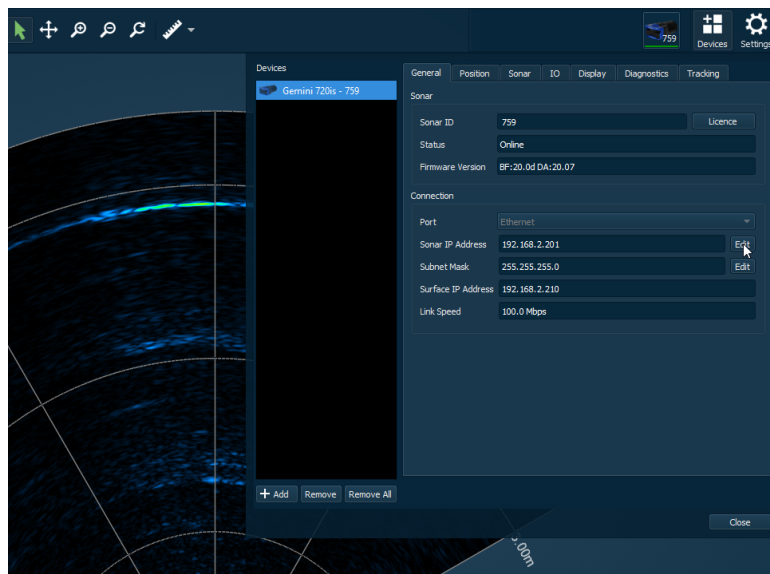 759
Devices
Settings
Devices
Gemini 720is - 759
General Position Sonar IO Display Diagnostics Tracking
Sonar
Sonar ID 759 Licence
Status Online
Firmware Version BF:20.0d DA:20.07
Connection
Port Ethernet
Sonar IP Address 192.168.2.201 Edit
Subnet Mask 255.255.255.0 Edit
Surface IP Address 192.168.2.210
Link Speed 100.0 Mbps
+ Add Remove Remove All
Close